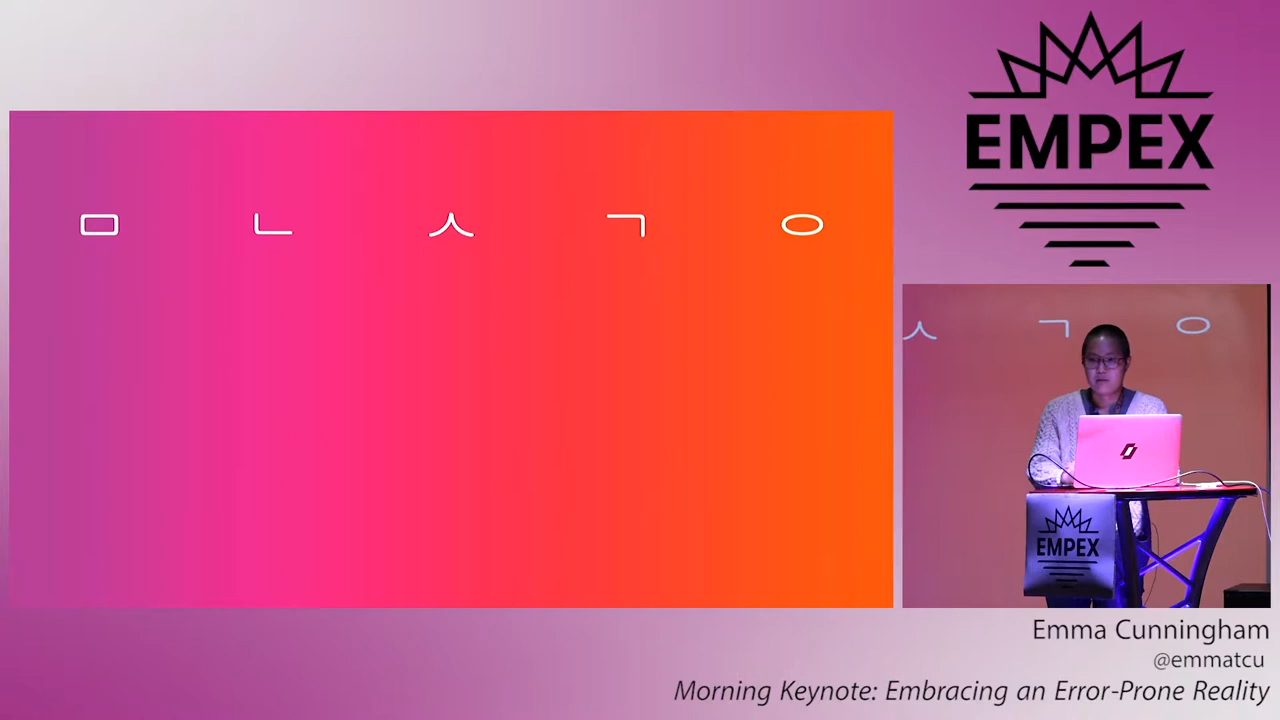 EMPEX
ㅁ ㄴ ㅅ ㄱ ㅇ
ㅅ ㄱ ㅇ
EMPEX
Emma Cunningham
@emmatcu
Morning Keynote: Embracing an Error-Prone Reality